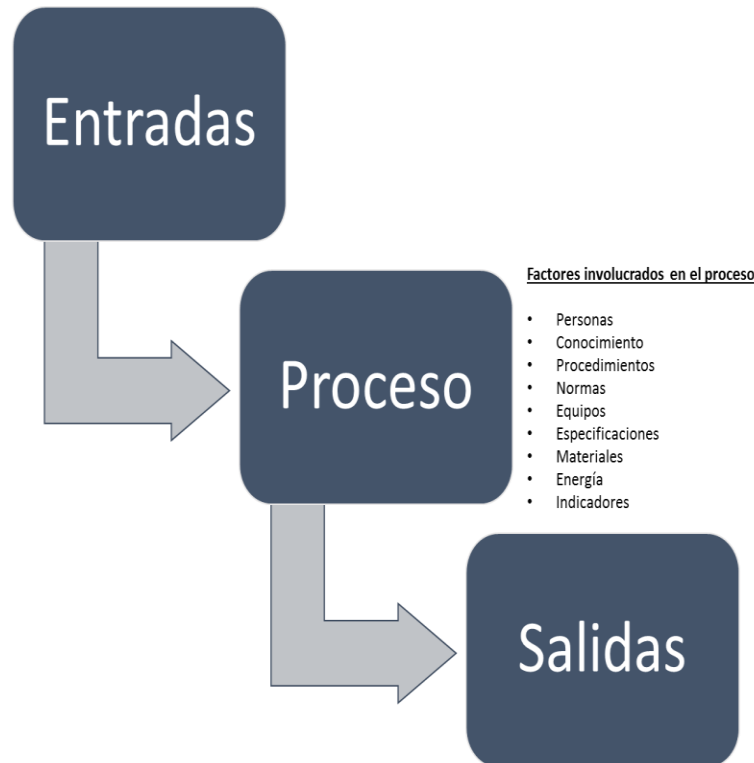 Entradas
Proceso
Factores involucrados en el proceso
• Personas
• Conocimiento
• Procedimientos
• Normas
• Equipos
• Especificaciones
• Materiales
• Energía
• Indicadores
Salidas